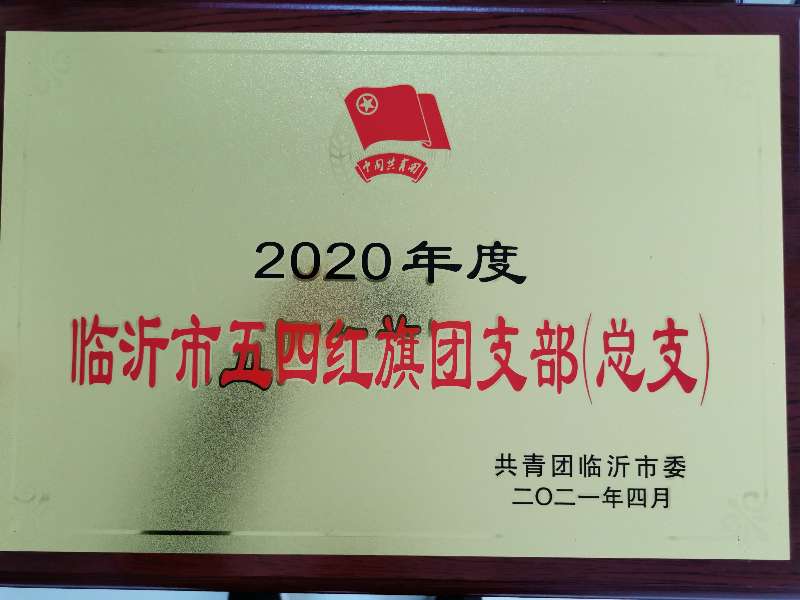 中国共青团
2020年度
临沂市五四红旗团支部(总支)
共青团临沂市委
二〇二一年四月